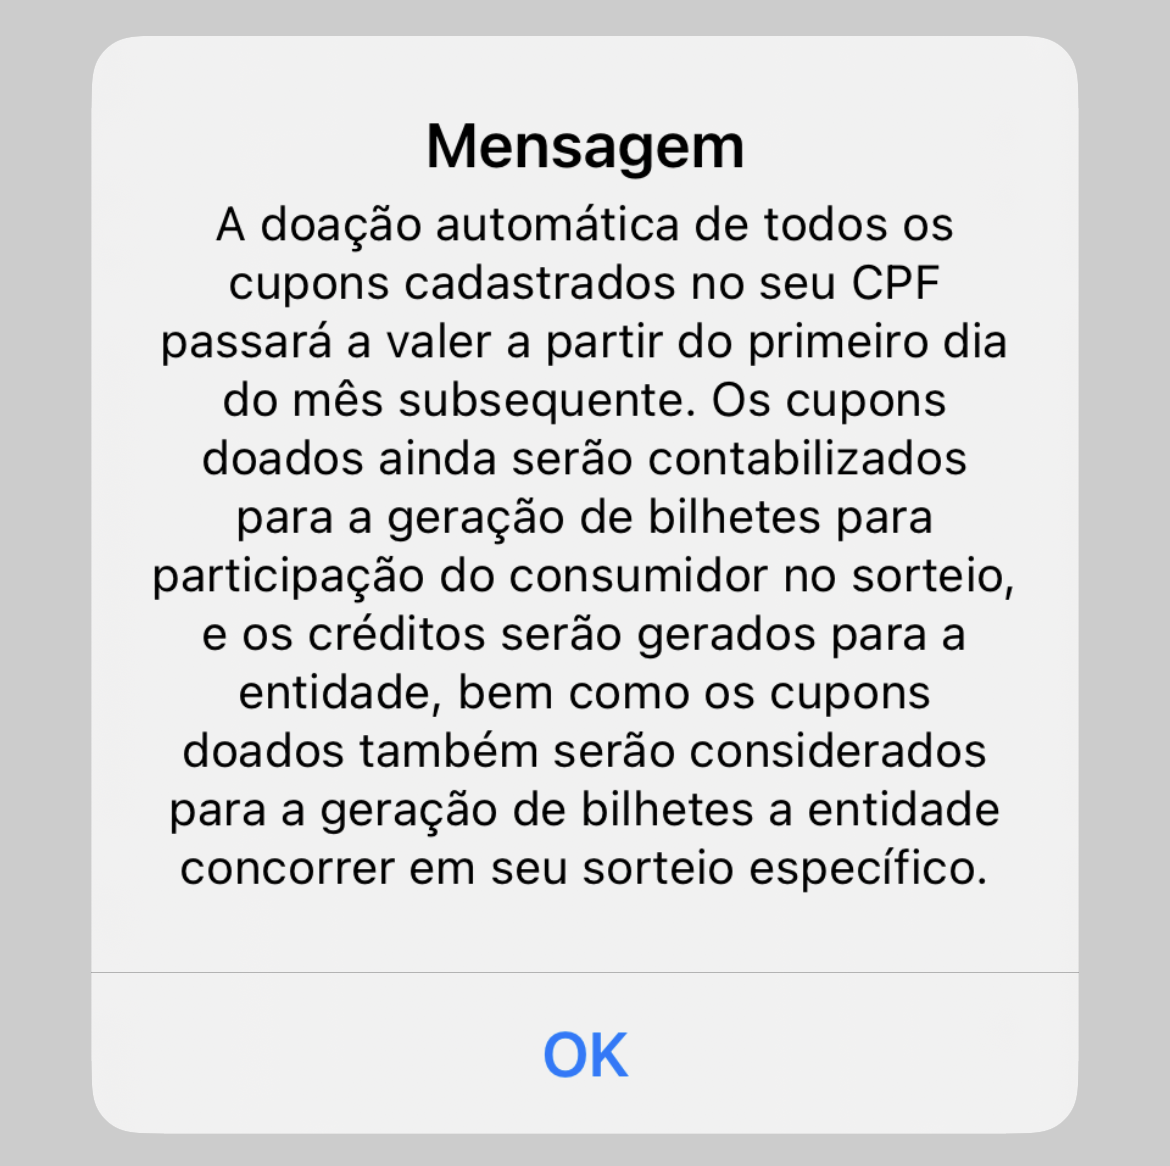 Mensagem
A doação automática de todos os
cupons cadastrados no seu CPF
passará a valer a partir do primeiro dia
do mês subsequente. Os cupons
doados ainda serão contabilizados
para a geração de bilhetes para
participação do consumidor no sorteio,
e os créditos serão gerados para a
entidade, bem como os cupons
doados também serão considerados
para a geração de bilhetes a entidade
concorrer em seu sorteio específico.
OK